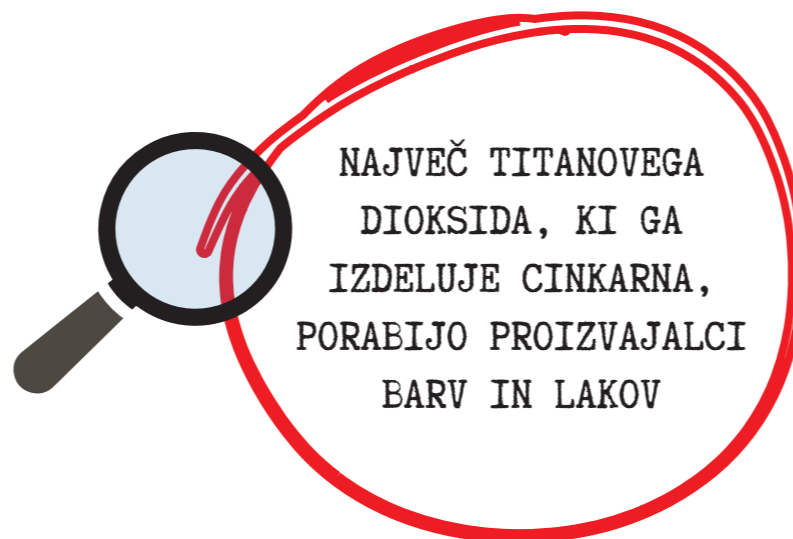 NAJVEČ TITANOVEGA
DIOKSIDA, KI GA
IZDELUJE CINKARNA,
PORABIJO PROIZVAJALCI
BARV IN LAKOV